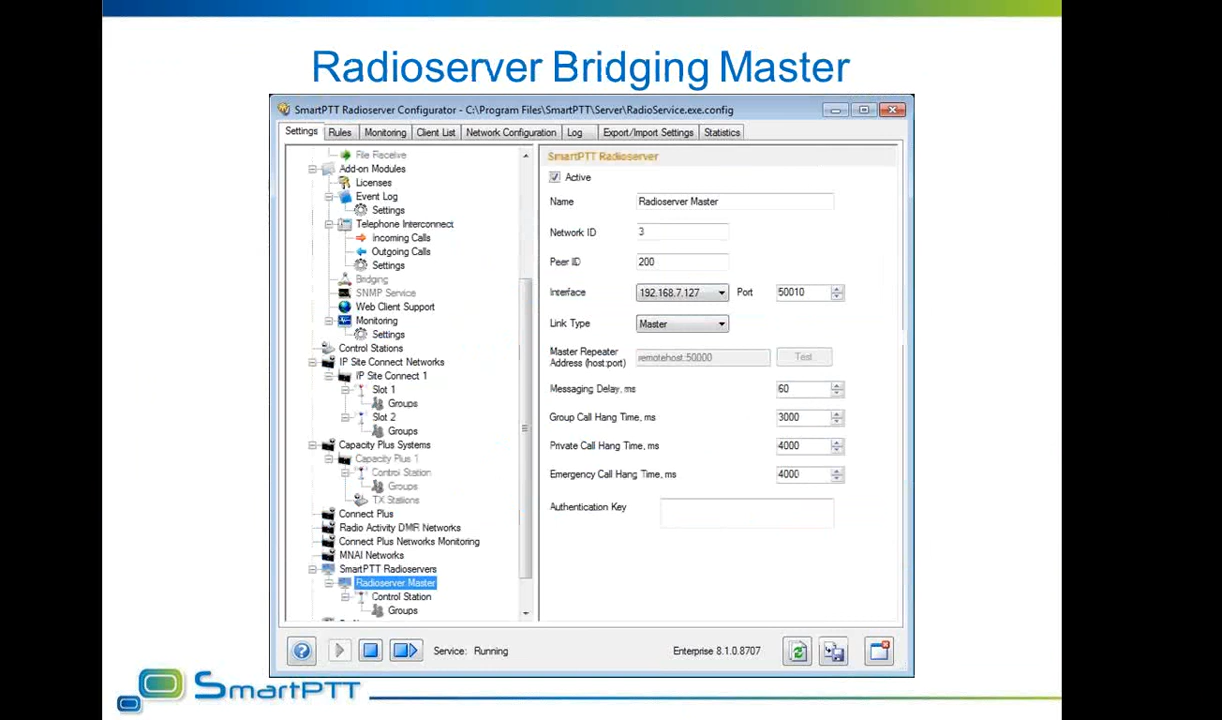 Radioserver Bridging Master
SmartPTT Radioserver Configurator - C:\Program Files\SmartPTT\Server\RadioService.exe.config
Settings Rules Monitoring Client List Network Configuration Log Export/Import Settings Statistics
File Receive
Add-on Modules
Licenses
Event Log
Settings
Telephone Interconnect
Incoming Calls
Outgoing Calls
Settings
Bridging
SNMP Service
Web Client Support
Monitoring
Settings
Control Stations
IP Site Connect Networks
IP Site Connect 1
Slot 1
Groups
Slot 2
Groups
Capacity Plus Systems
Capacity Plus 1
Control Station
Groups
TX Stations
Connect Plus
Radio Activity DMR Networks
Connect Plus Networks Monitoring
MNAI Networks
SmartPTT Radioservers
Radioserver Master
Control Station
Groups
SmartPTT Radioserver
Active
Name Radioserver Master
Network ID 3
Peer ID 200
Interface 192.168.7.127 Port 50010
Link Type Master
Master Repeater
Address (host:port) remotehost:50000 Test
Messaging Delay, ms 60
Group Call Hang Time, ms 3000
Private Call Hang Time, ms 4000
Emergency Call Hang Time, ms 4000
Authentication Key
Service: Running Enterprise 8.1.0.8707
SmartPTT